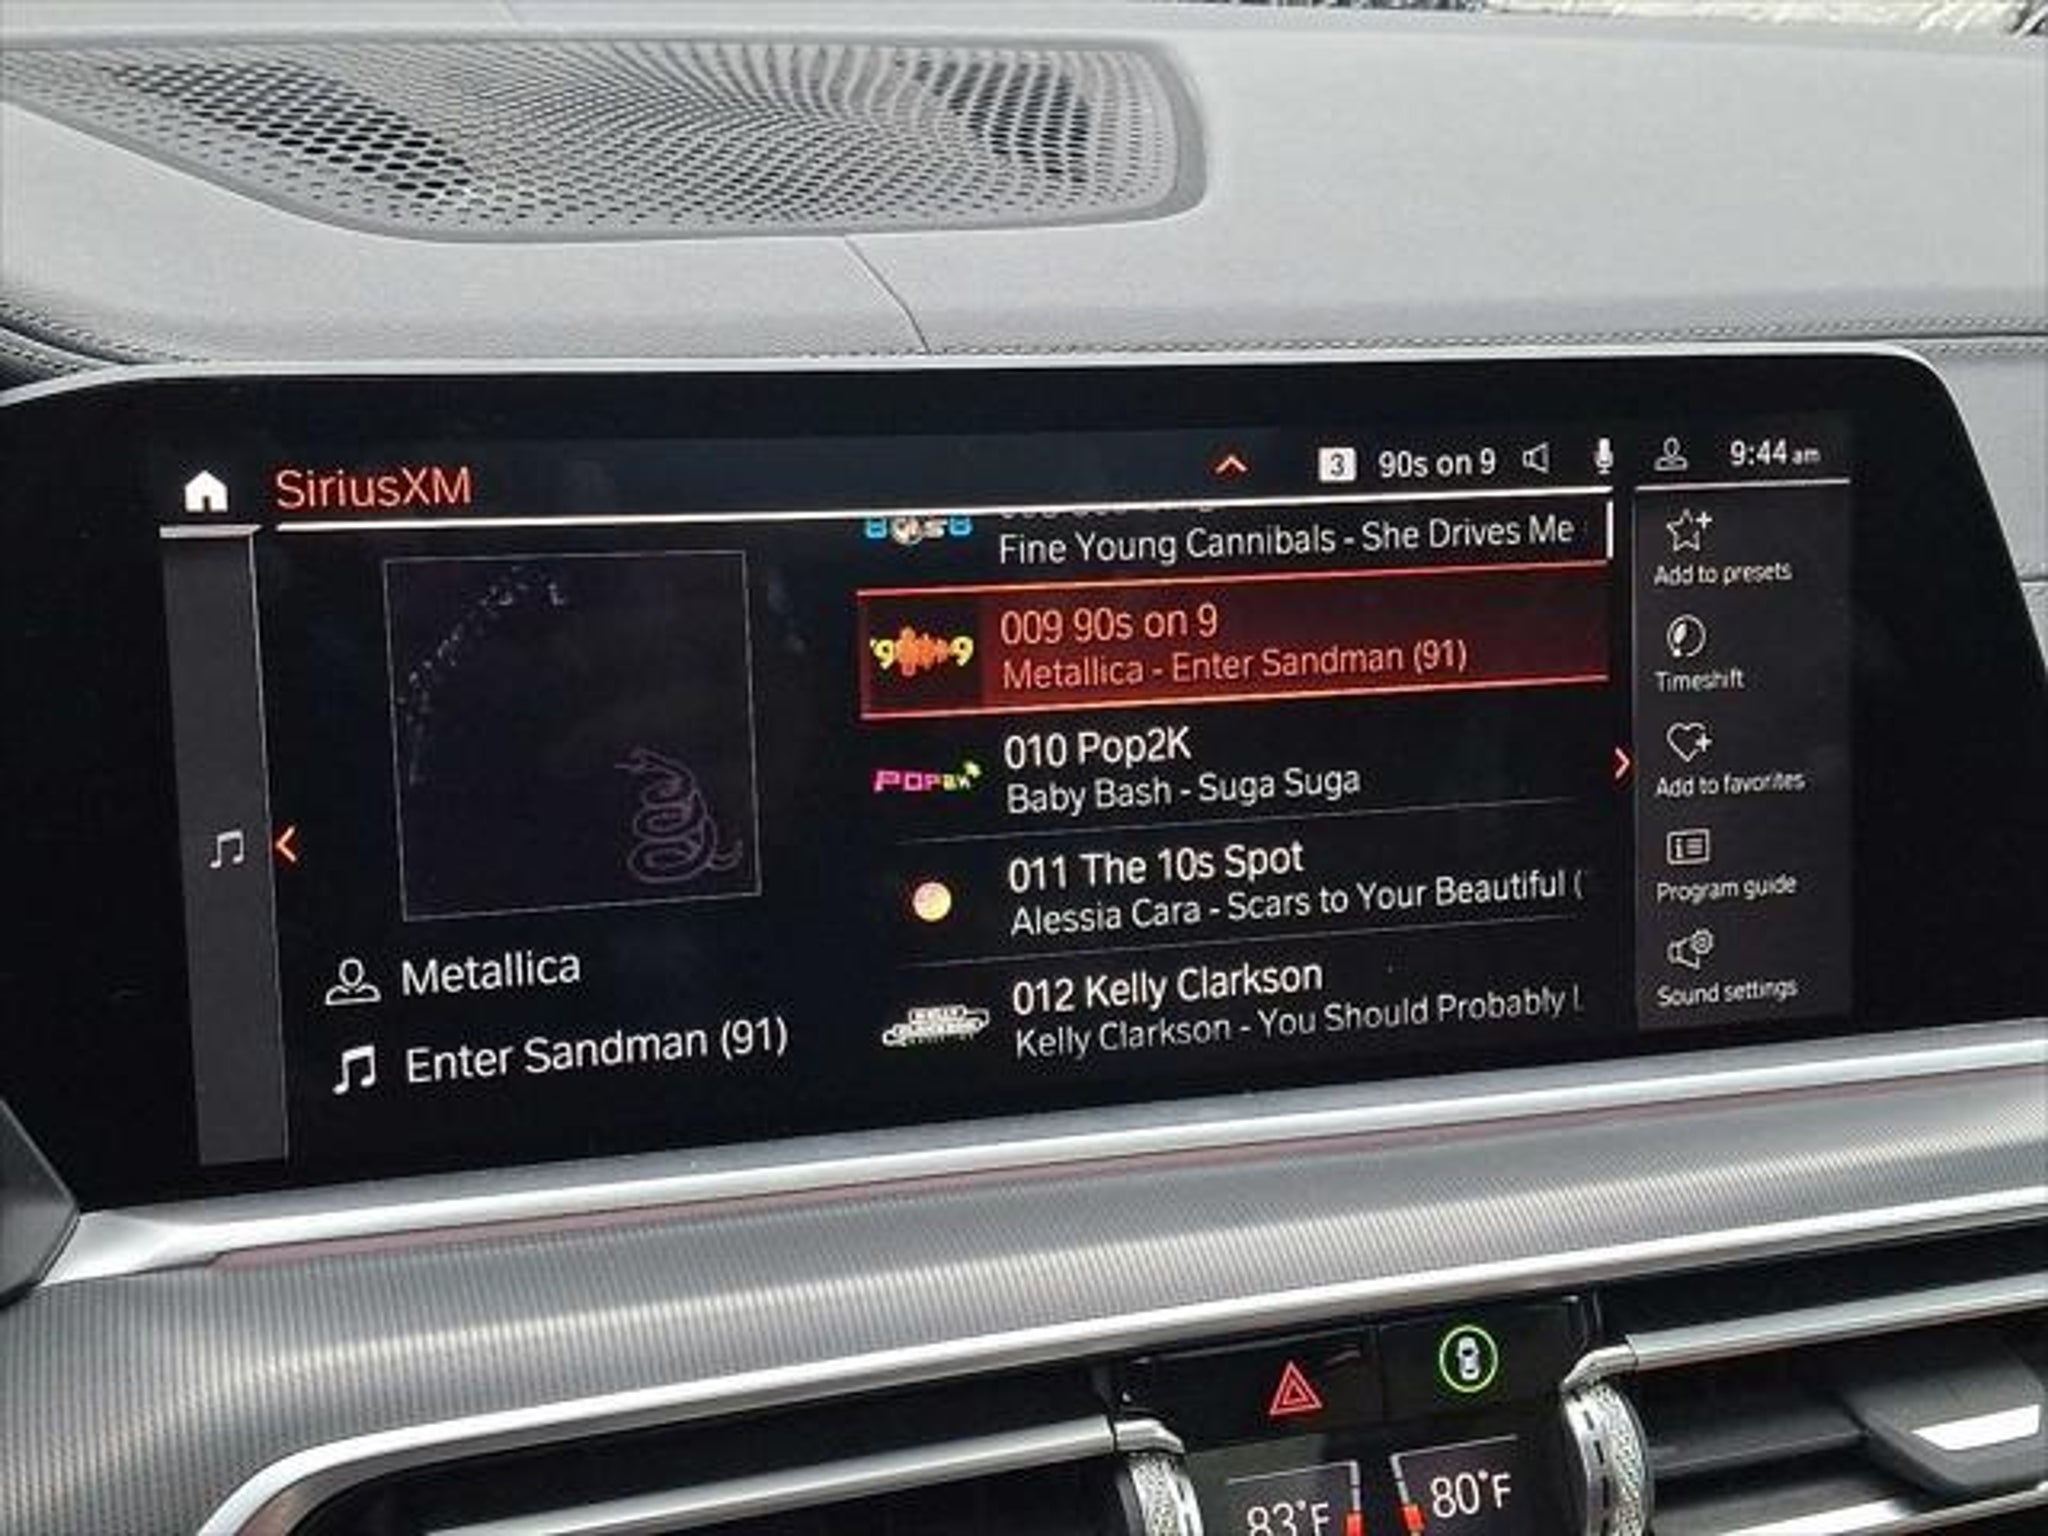 SiriusXM
3 90s on 9
9:44 am
Fine Young Cannibals - She Drives Me
009 90s on 9
Metallica - Enter Sandman (91)
POP2K
010 Pop2K
Baby Bash - Suga Suga
011 The 10s Spot
Alessia Cara - Scars to Your Beautiful (
KELLY CLARKSON
012 Kelly Clarkson
Kelly Clarkson - You Should Probably L
Metallica
Enter Sandman (91)
Add to presets
Timeshift
Add to favorites
Program guide
Sound settings
83°F
80°F